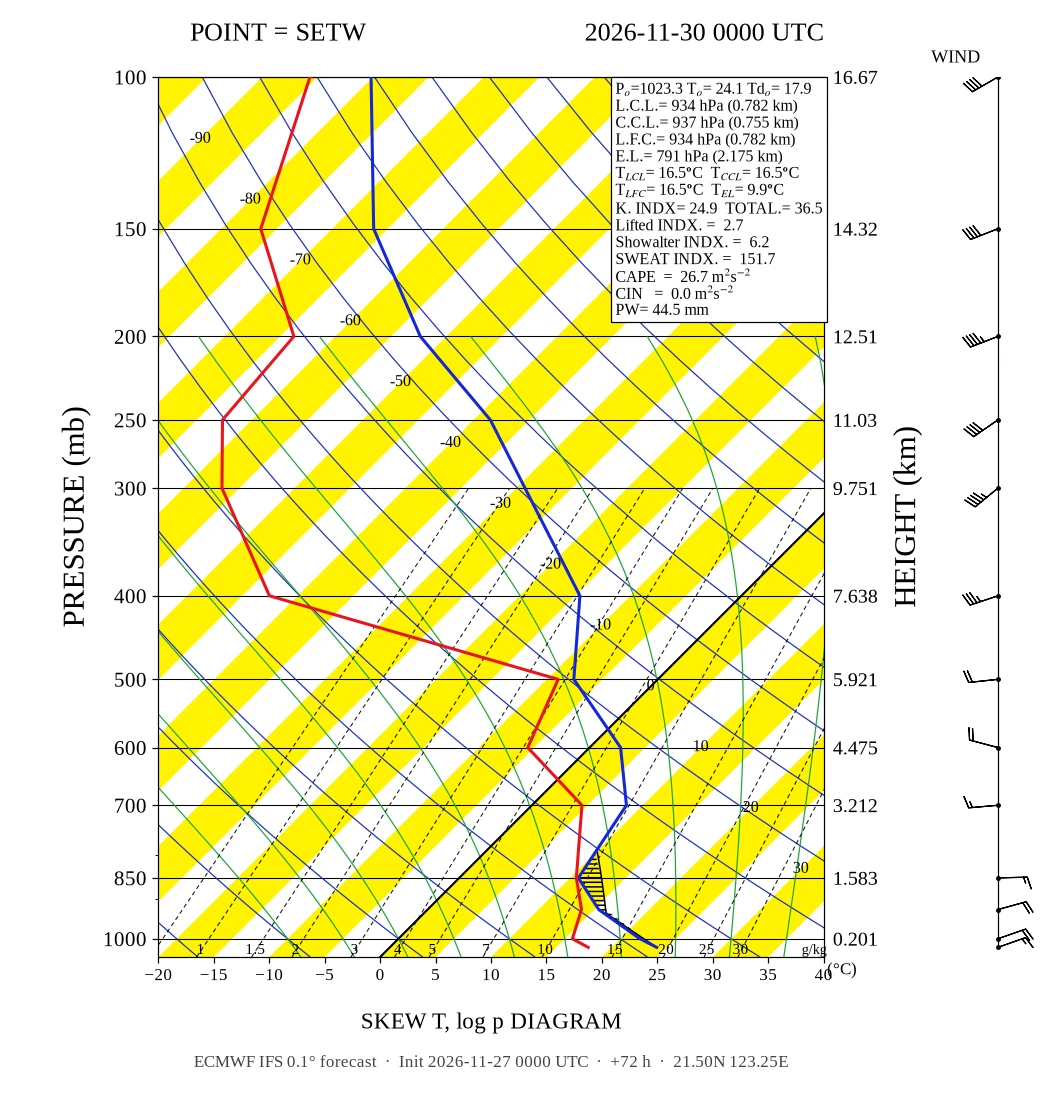 POINT = SETW
2026-11-30 0000 UTC
WIND
100
16.67
P₀=1023.3 T₀= 24.1 Td₀= 17.9
L.C.L.= 934 hPa (0.782 km)
C.C.L.= 937 hPa (0.755 km)
L.F.C.= 934 hPa (0.782 km)
E.L.= 791 hPa (2.175 km)
T_LCL= 16.5°C T_CCL= 16.5°C
T_LFC= 16.5°C T_EL= 9.9°C
K. INDX= 24.9 TOTAL.= 36.5
Lifted INDX. = 2.7
Showalter INDX. = 6.2
SWEAT INDX. = 151.7
CAPE = 26.7 m²s⁻²
CIN = 0.0 m²s⁻²
PW= 44.5 mm
-90
-80
150
14.32
-70
-60
200
12.51
-50
250
11.03
-40
300
9.751
-30
PRESSURE (mb)
HEIGHT (km)
-20
400
7.638
-10
500
5.921
0
600
4.475
10
700
3.212
20
850
1.583
30
1000
0.201
1 1.5 2 3 4 5 7 10 15 20 25 30 g/kg
−20 −15 −10 −5 0 5 10 15 20 25 30 35 40 (°C)
SKEW T, log p DIAGRAM
ECMWF IFS 0.1° forecast · Init 2026-11-27 0000 UTC · +72 h · 21.50N 123.25E